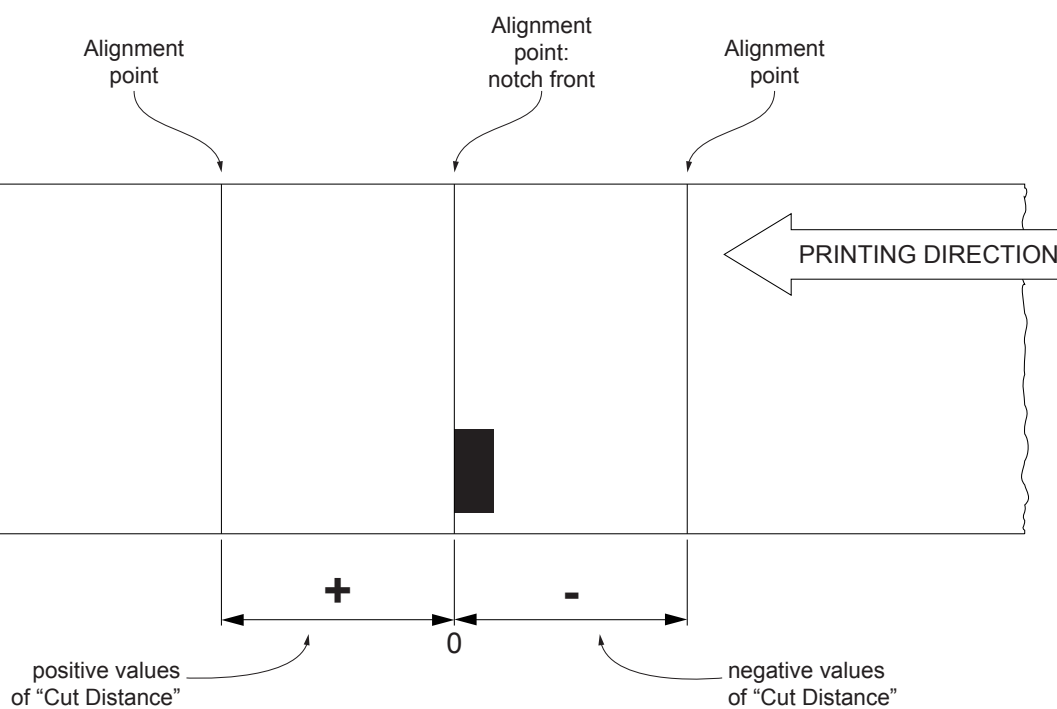 Alignment
point
Alignment
point:
notch front
Alignment
point
PRINTING DIRECTION
+
-
0
positive values
of “Cut Distance”
negative values
of “Cut Distance”